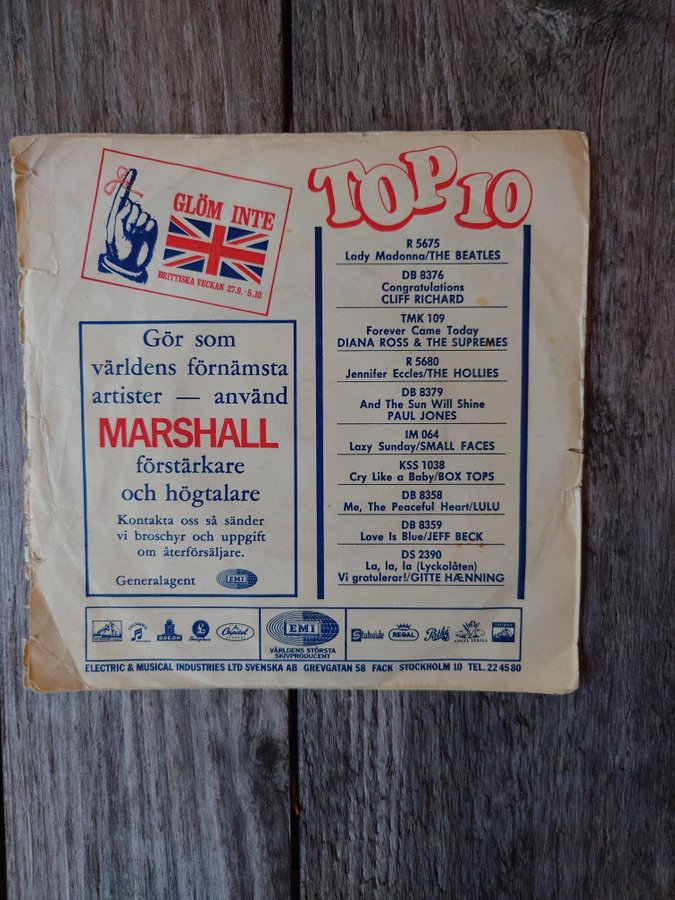 GLÖM INTE
BRITTISKA VECKAN 27.9. - 5.10.
Gör som
världens förnämsta
artister — använd
MARSHALL
förstärkare
och högtalare
Kontakta oss så sänder
vi broschyr och uppgift
om återförsäljare.
Generalagent EMI
TOP 10
R 5675
Lady Madonna/THE BEATLES
DB 8376
Congratulations
CLIFF RICHARD
TMK 109
Forever Came Today
DIANA ROSS & THE SUPREMES
R 5680
Jennifer Eccles/THE HOLLIES
DB 8379
And The Sun Will Shine
PAUL JONES
IM 064
Lazy Sunday/SMALL FACES
KSS 1038
Cry Like a Baby/BOX TOPS
DB 8358
Me, The Peaceful Heart/LULU
DB 8359
Love Is Blue/JEFF BECK
DS 2390
La, la, la (Lyckolåten)
Vi gratulerar!/GITTE HÆNNING
COLUMBIA ODEON Capitol EMI Stateside REGAL ANGEL SERIES
VÄRLDENS STÖRSTA
SKIVPRODUCENT
ELECTRIC & MUSICAL INDUSTRIES LTD SVENSKA AB GREVGATAN 58 FACK STOCKHOLM 10 TEL. 22 45 80